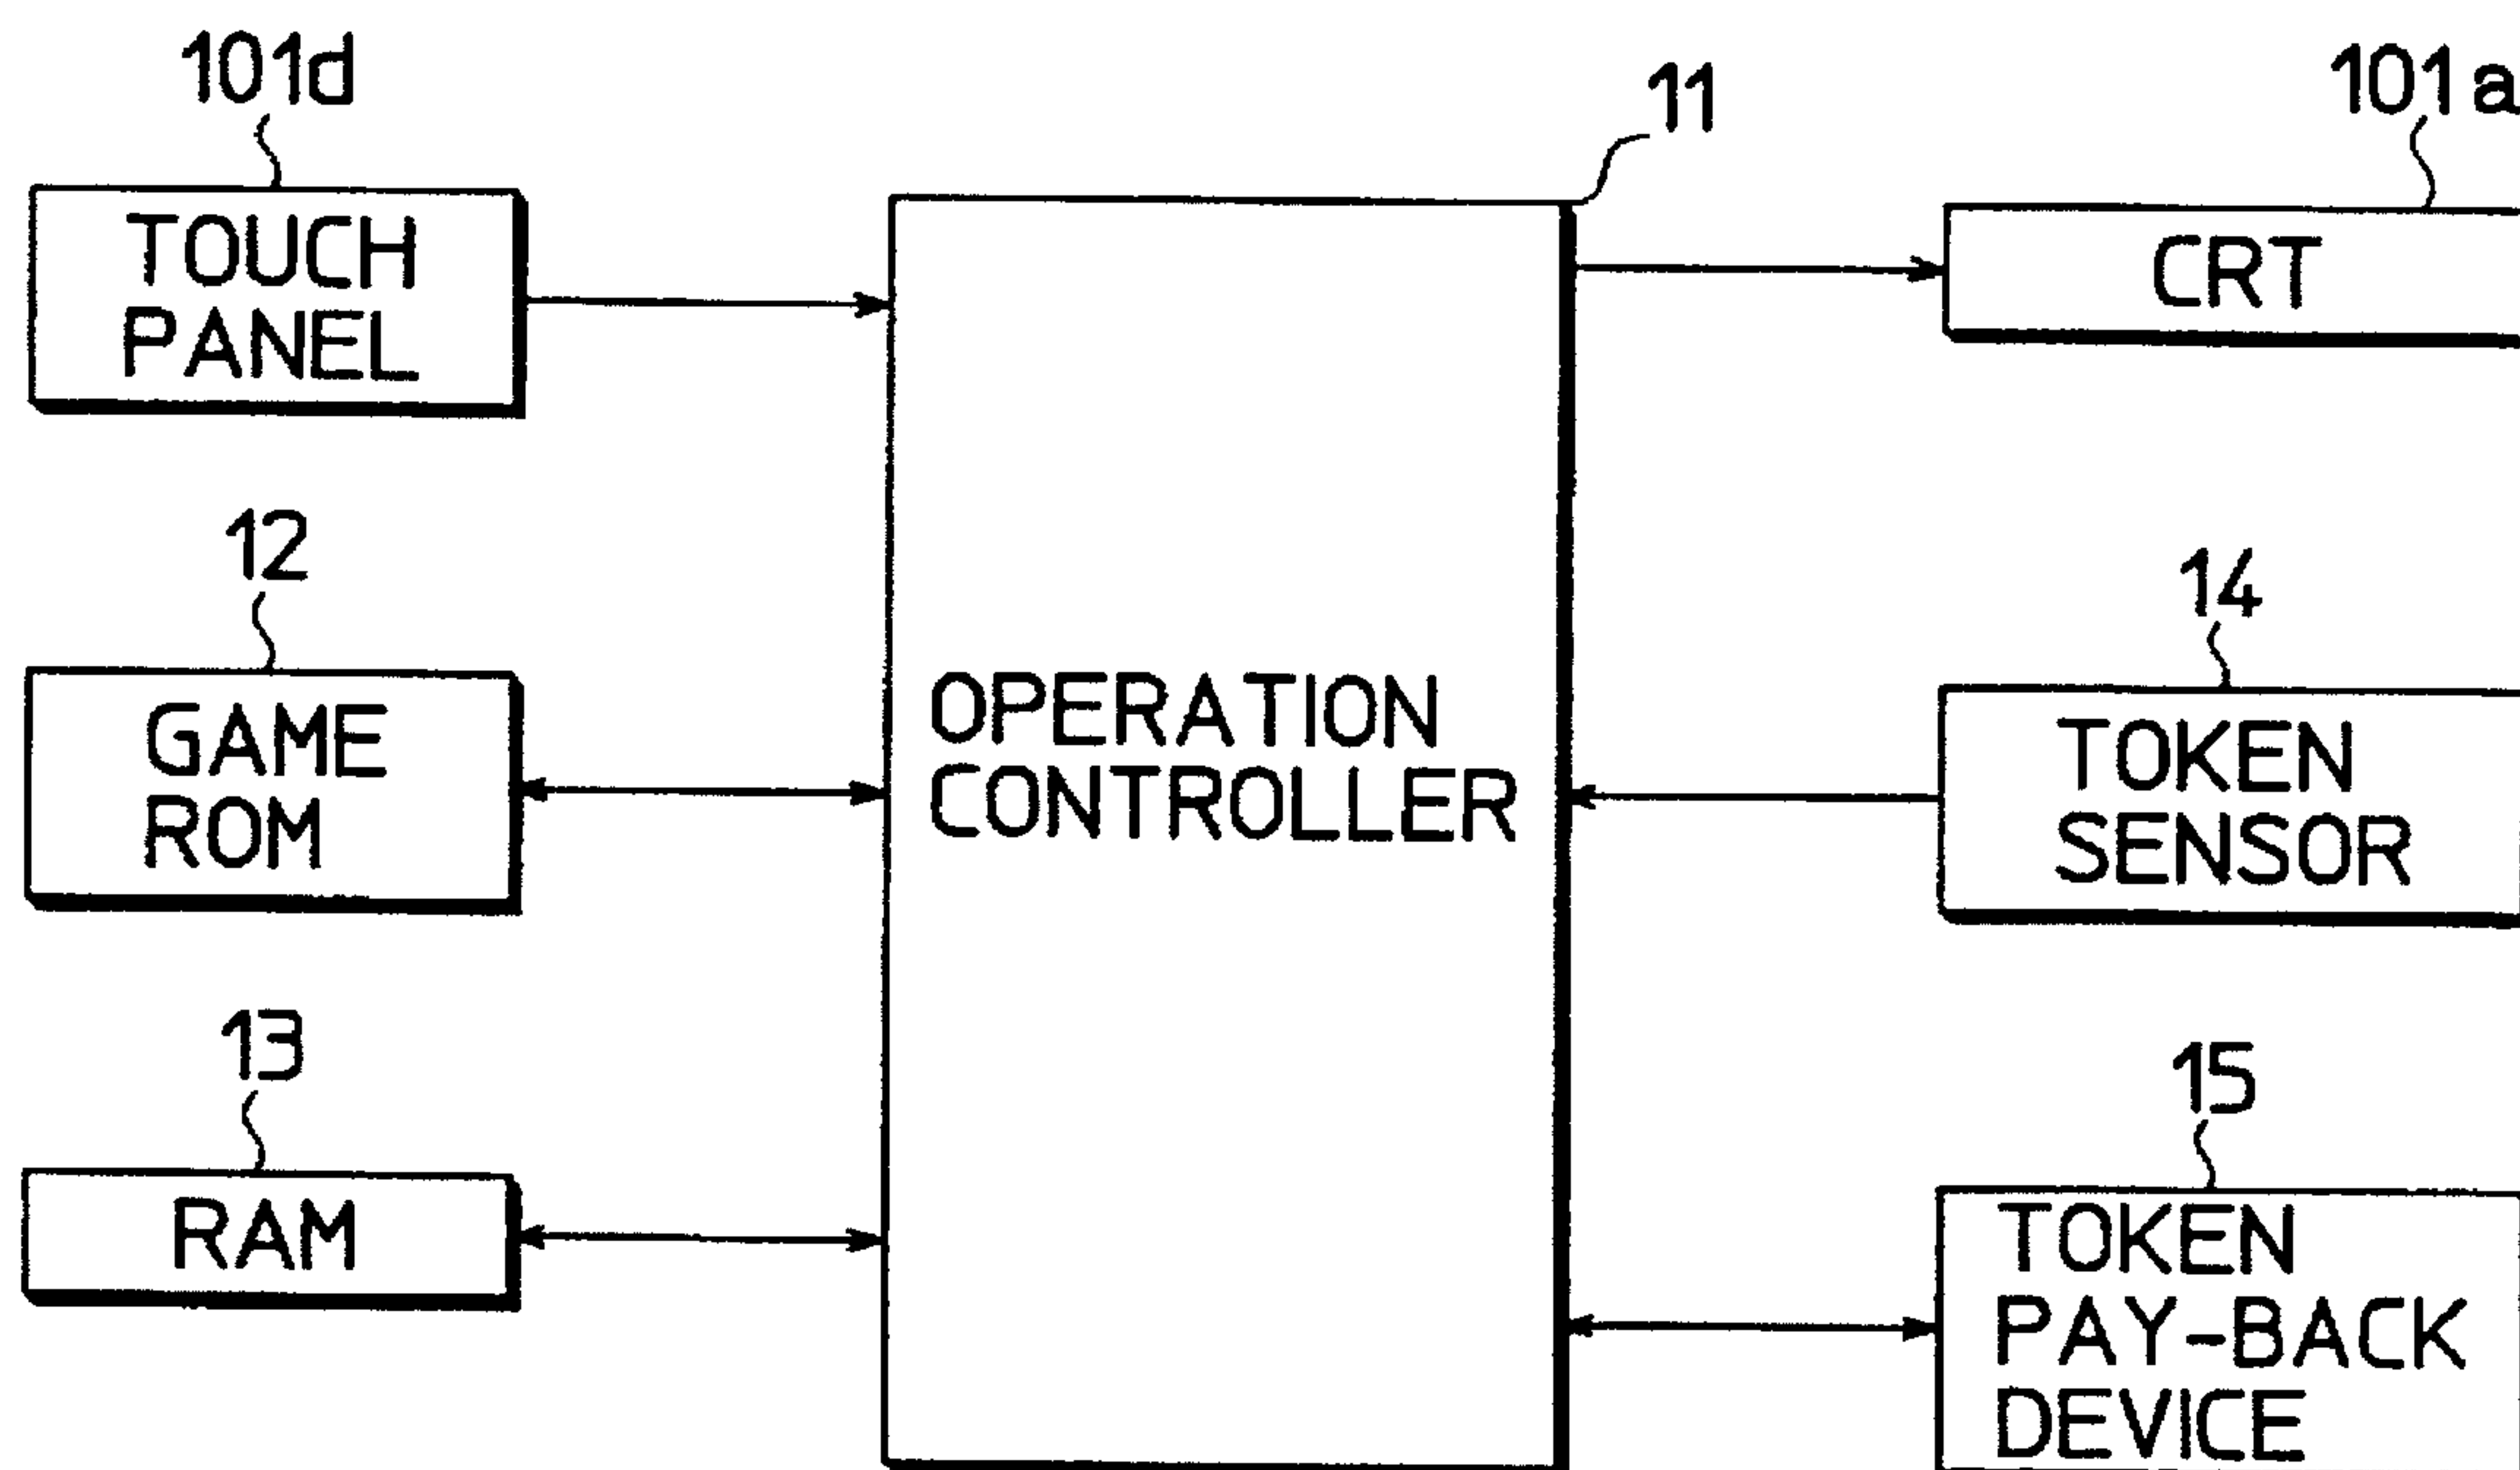 101d
TOUCH
PANEL
12
GAME
ROM
13
RAM
11
OPERATION
CONTROLLER
101a
CRT
14
TOKEN
SENSOR
15
TOKEN
PAY-BACK
DEVICE